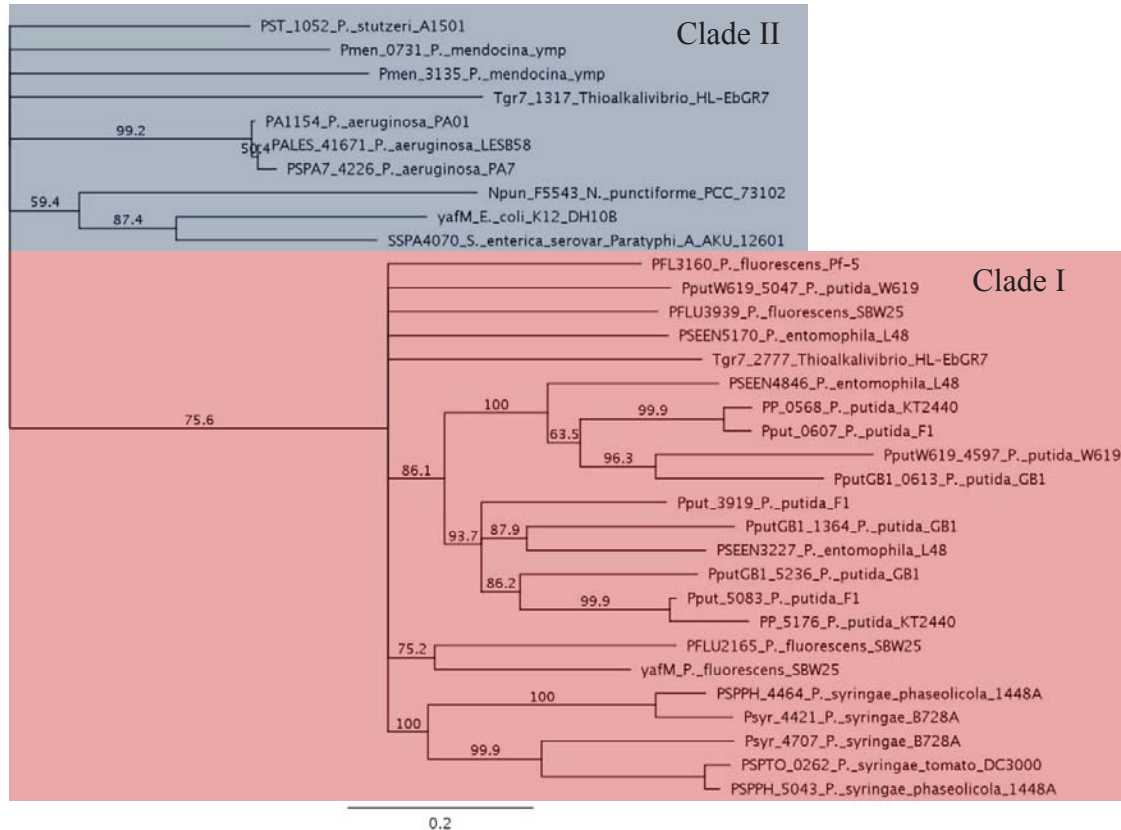 PST_1052_P._stutzeri_A1501
Clade II
Pmen_0731_P._mendocina_ymp
Pmen_3135_P._mendocina_ymp
Tgr7_1317_Thioalkalivibrio_HL-EbGR7
PA1154_P._aeruginosa_PA01
99.2
50.4
PALES_41671_P._aeruginosa_LESB58
PSPA7_4226_P._aeruginosa_PA7
Npun_F5543_N._punctiforme_PCC_73102
59.4
yafM_E._coli_K12_DH10B
87.4
SSPA4070_S._enterica_serovar_Paratyphi_A_AKU_12601
PFL3160_P._fluorescens_Pf-5
Clade I
PputW619_5047_P._putida_W619
PFLU3939_P._fluorescens_SBW25
PSEEN5170_P._entomophila_L48
Tgr7_2777_Thioalkalivibrio_HL-EbGR7
PSEEN4846_P._entomophila_L48
100
99.9
PP_0568_P._putida_KT2440
75.6
63.5
Pput_0607_P._putida_F1
PputW619_4597_P._putida_W619
96.3
86.1
PputGB1_0613_P._putida_GB1
Pput_3919_P._putida_F1
87.9
PputGB1_1364_P._putida_GB1
93.7
PSEEN3227_P._entomophila_L48
PputGB1_5236_P._putida_GB1
86.2
99.9
Pput_5083_P._putida_F1
PP_5176_P._putida_KT2440
PFLU2165_P._fluorescens_SBW25
75.2
yafM_P._fluorescens_SBW25
PSPPH_4464_P._syringae_phaseolicola_1448A
100
Psyr_4421_P._syringae_B728A
100
Psyr_4707_P._syringae_B728A
99.9
PSPTO_0262_P._syringae_tomato_DC3000
PSPPH_5043_P._syringae_phaseolicola_1448A
0.2